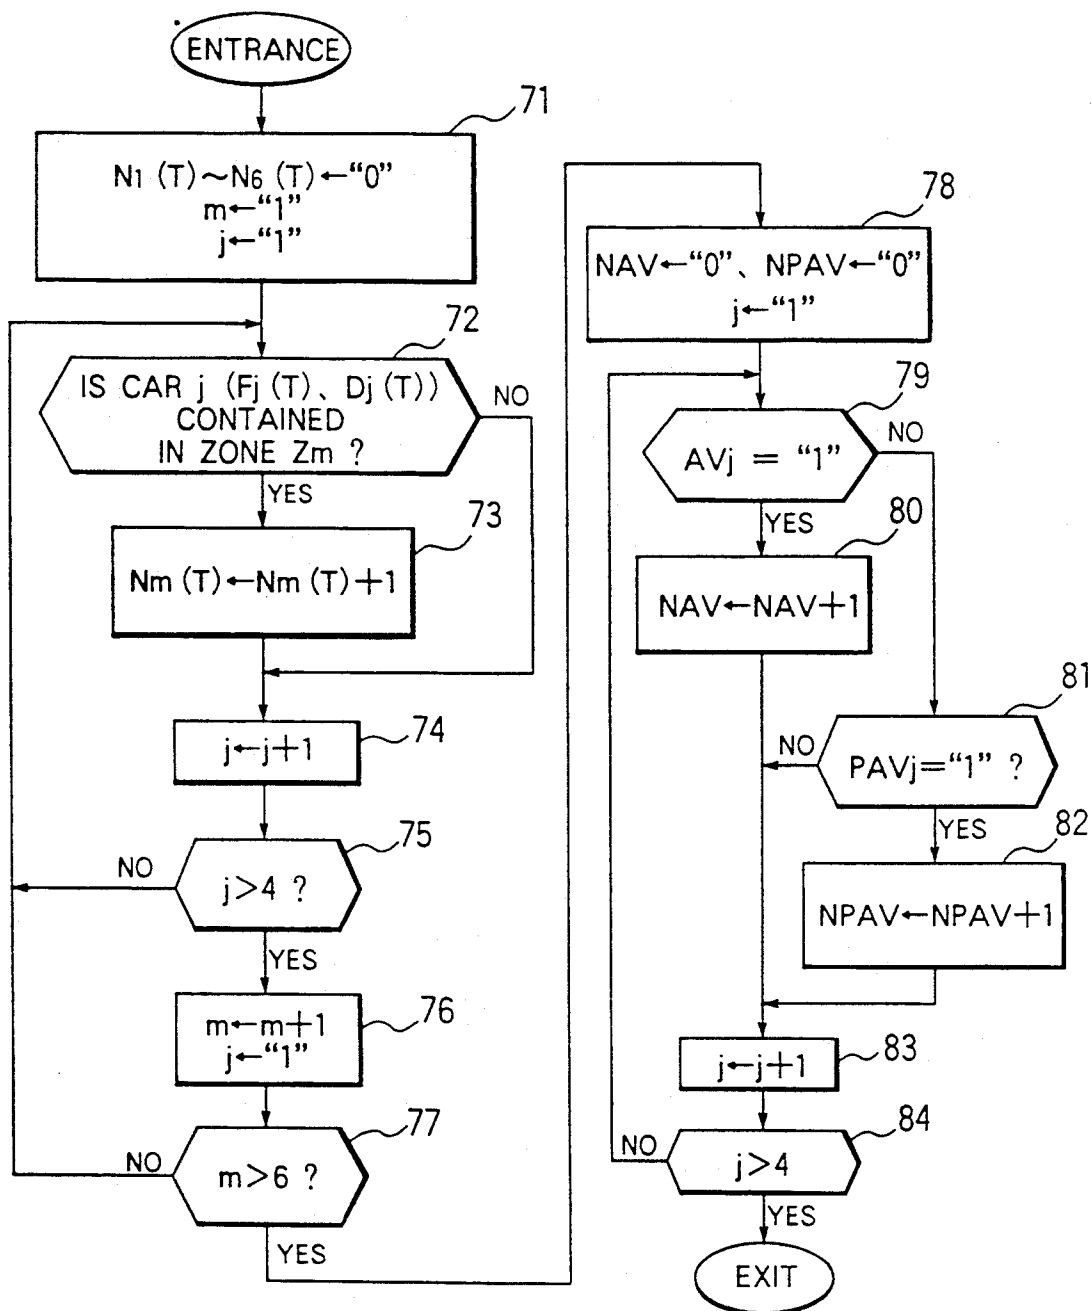 ENTRANCE
71
N1 (T)~N6 (T)←“0”
m←“1”
j←“1”
72
IS CAR j (Fj (T)、Dj (T))
CONTAINED
IN ZONE Zm ?
NO
YES
73
Nm (T)←Nm (T)+1
74
j←j+1
75
NO
j>4 ?
YES
76
m←m+1
j←“1”
77
NO
m>6 ?
YES
78
NAV←“0”、NPAV←“0”
j←“1”
79
NO
AVj = “1”
YES
80
NAV←NAV+1
81
NO
PAVj=“1” ?
YES
82
NPAV←NPAV+1
83
j←j+1
84
NO
j>4
YES
EXIT